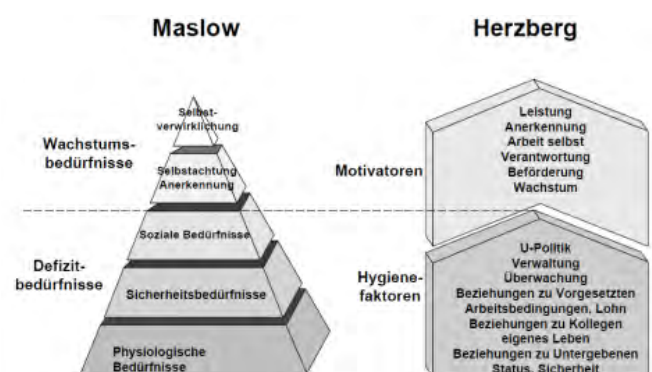 Maslow
Wachstums-
bedürfnisse
Defizit-
bedürfnisse
Selbst-
verwirklichung
Selbstachtung
Anerkennung
Soziale Bedürfnisse
Sicherheitsbedürfnisse
Physiologische
Bedürfnisse
Herzberg
Motivatoren
Hygiene-
faktoren
Leistung
Anerkennung
Arbeit selbst
Verantwortung
Beförderung
Wachstum
U-Politik
Verwaltung
Überwachung
Beziehungen zu Vorgesetzten
Arbeitsbedingungen, Lohn
Beziehungen zu Kollegen
eigenes Leben
Beziehungen zu Untergebenen
Status, Sicherheit